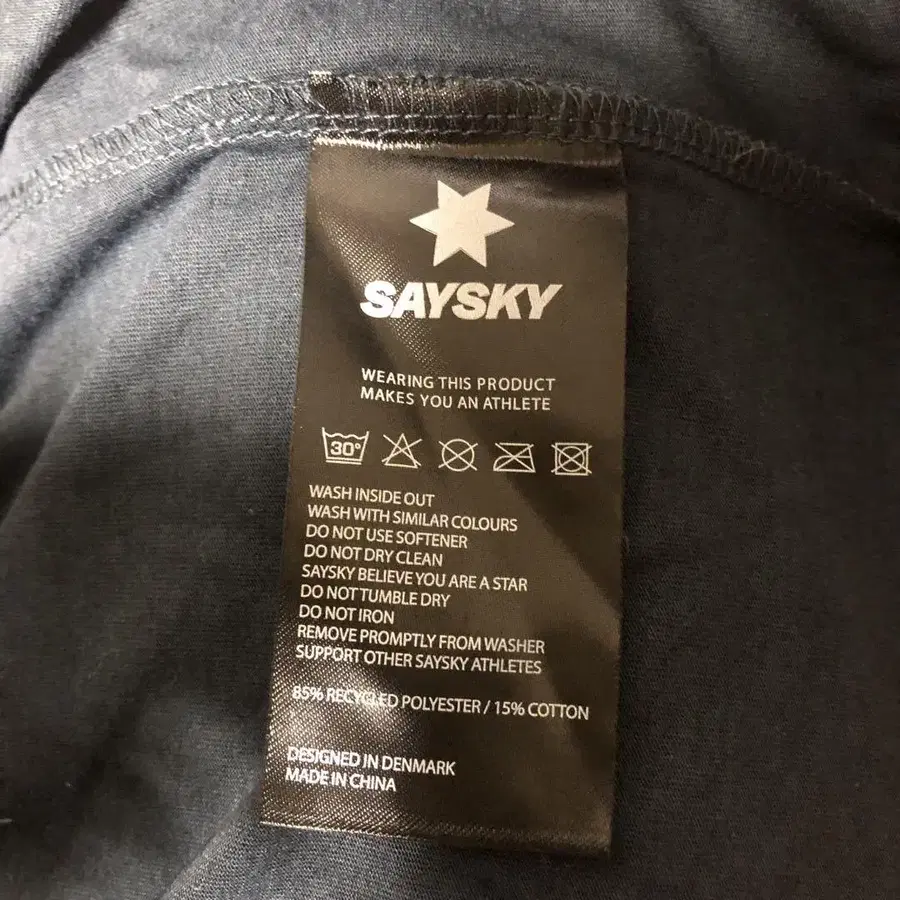 SAYSKY
WEARING THIS PRODUCT
MAKES YOU AN ATHLETE
30°
WASH INSIDE OUT
WASH WITH SIMILAR COLOURS
DO NOT USE SOFTENER
DO NOT DRY CLEAN
SAYSKY BELIEVE YOU ARE A STAR
DO NOT TUMBLE DRY
DO NOT IRON
REMOVE PROMPTLY FROM WASHER
SUPPORT OTHER SAYSKY ATHLETES
85% RECYCLED POLYESTER / 15% COTTON
DESIGNED IN DENMARK
MADE IN CHINA